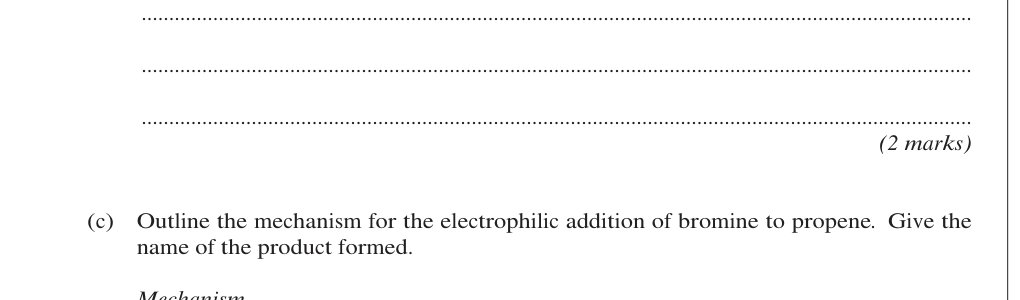 (2 marks)
(c) Outline the mechanism for the electrophilic addition of bromine to propene. Give the
name of the product formed.
Mechanism